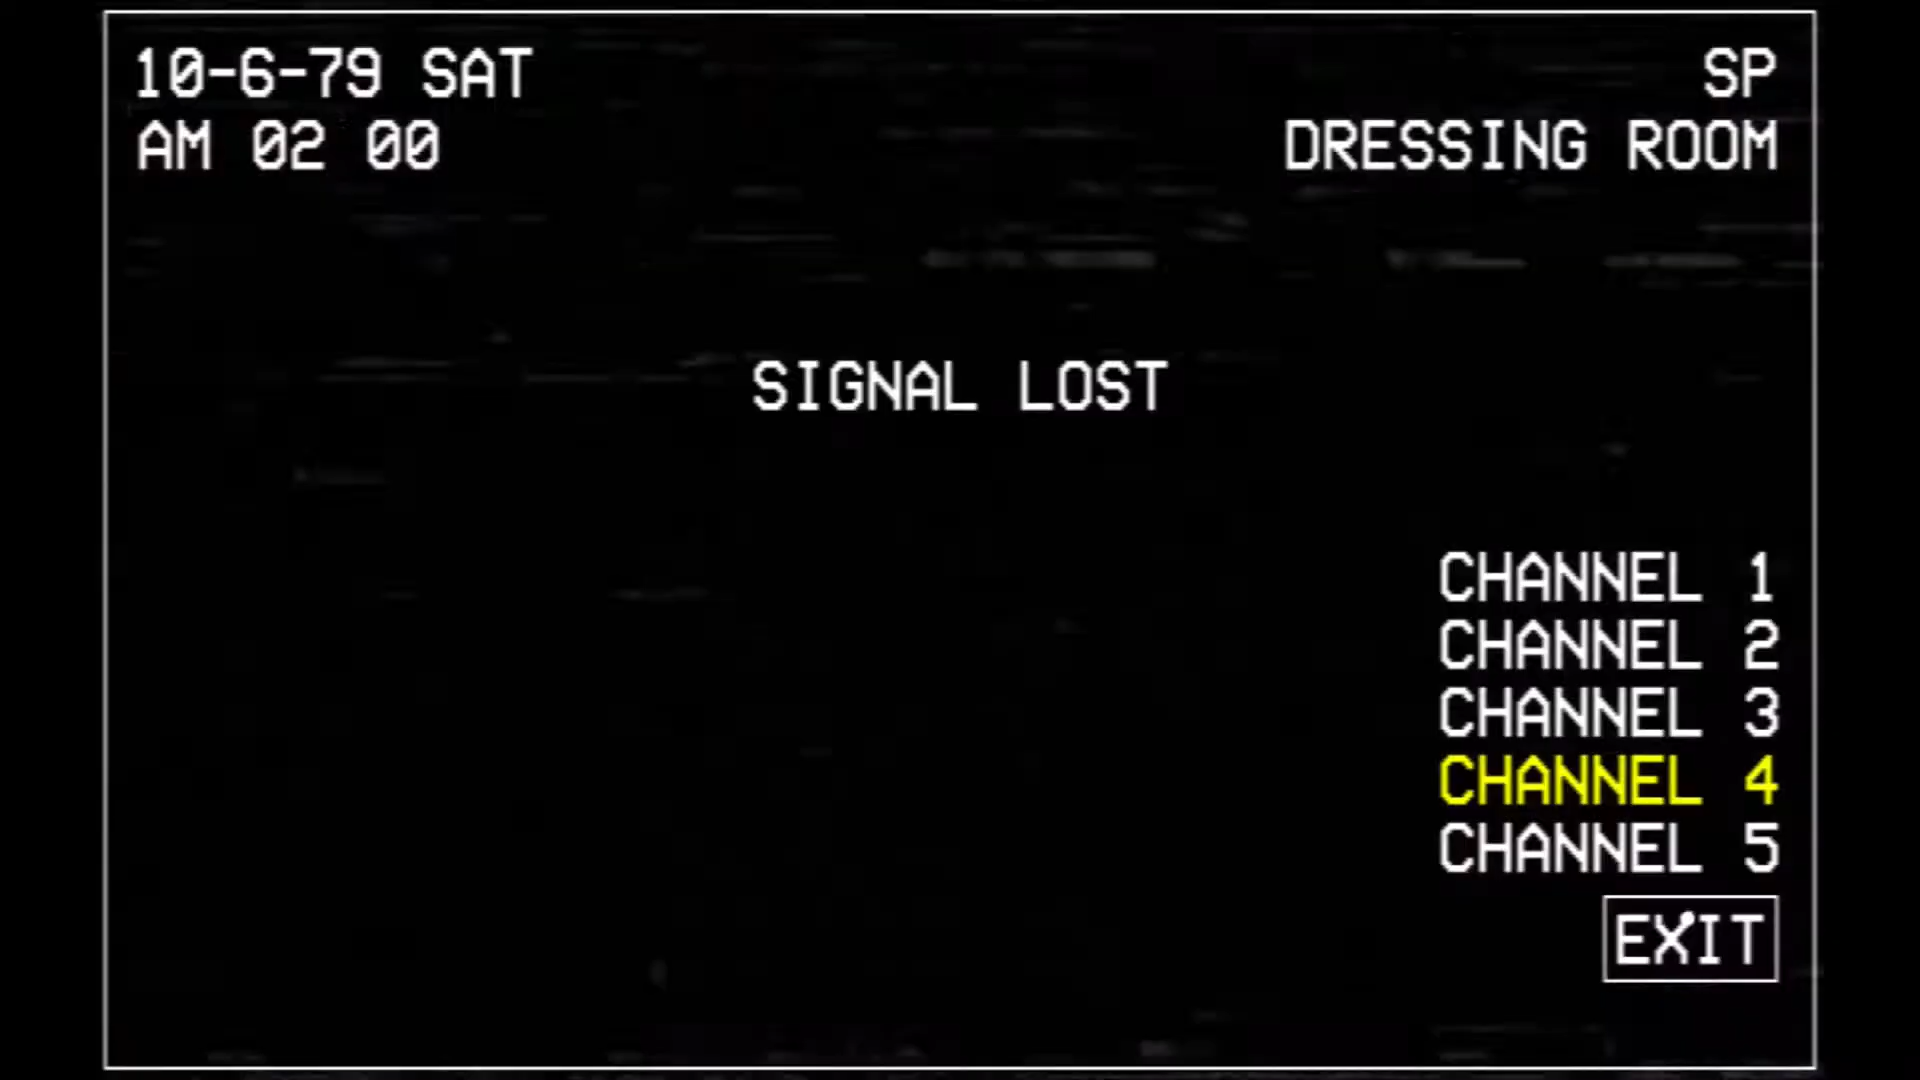 10-6-79 SAT
AM 02 00
SP
DRESSING ROOM
SIGNAL LOST
CHANNEL 1
CHANNEL 2
CHANNEL 3
CHANNEL 4
CHANNEL 5
EXIT